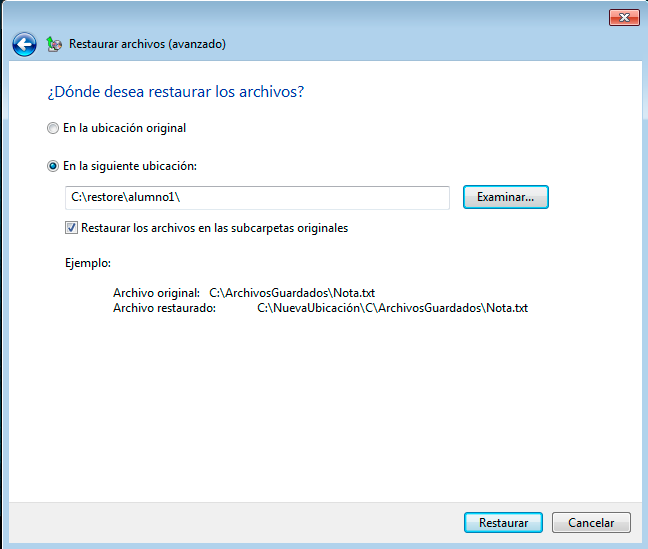 Restaurar archivos (avanzado)
¿Dónde desea restaurar los archivos?
En la ubicación original
En la siguiente ubicación:
C:\restore\alumno1\
Examinar...
Restaurar los archivos en las subcarpetas originales
Ejemplo:
Archivo original: C:\ArchivosGuardados\Nota.txt
Archivo restaurado: C:\NuevaUbicación\C\ArchivosGuardados\Nota.txt
Restaurar
Cancelar